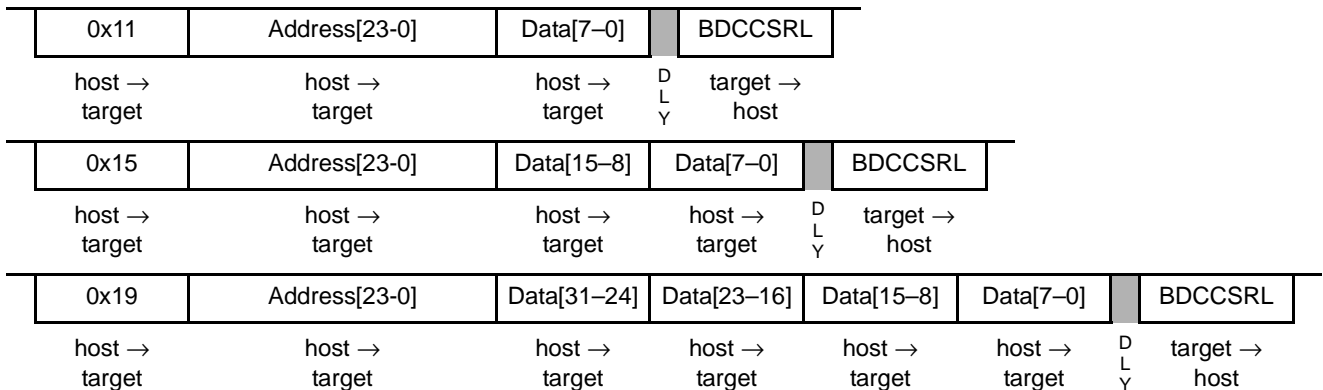 0x11 Address[23-0] Data[7–0] BDCCSRL
host → host → host → D L Y target →
target target target host
0x15 Address[23-0] Data[15–8] Data[7–0] BDCCSRL
host → host → host → host → D L Y target →
target target target target host
0x19 Address[23-0] Data[31–24] Data[23–16] Data[15–8] Data[7–0] BDCCSRL
host → host → host → host → host → host → D L Y target →
target target target target target target host